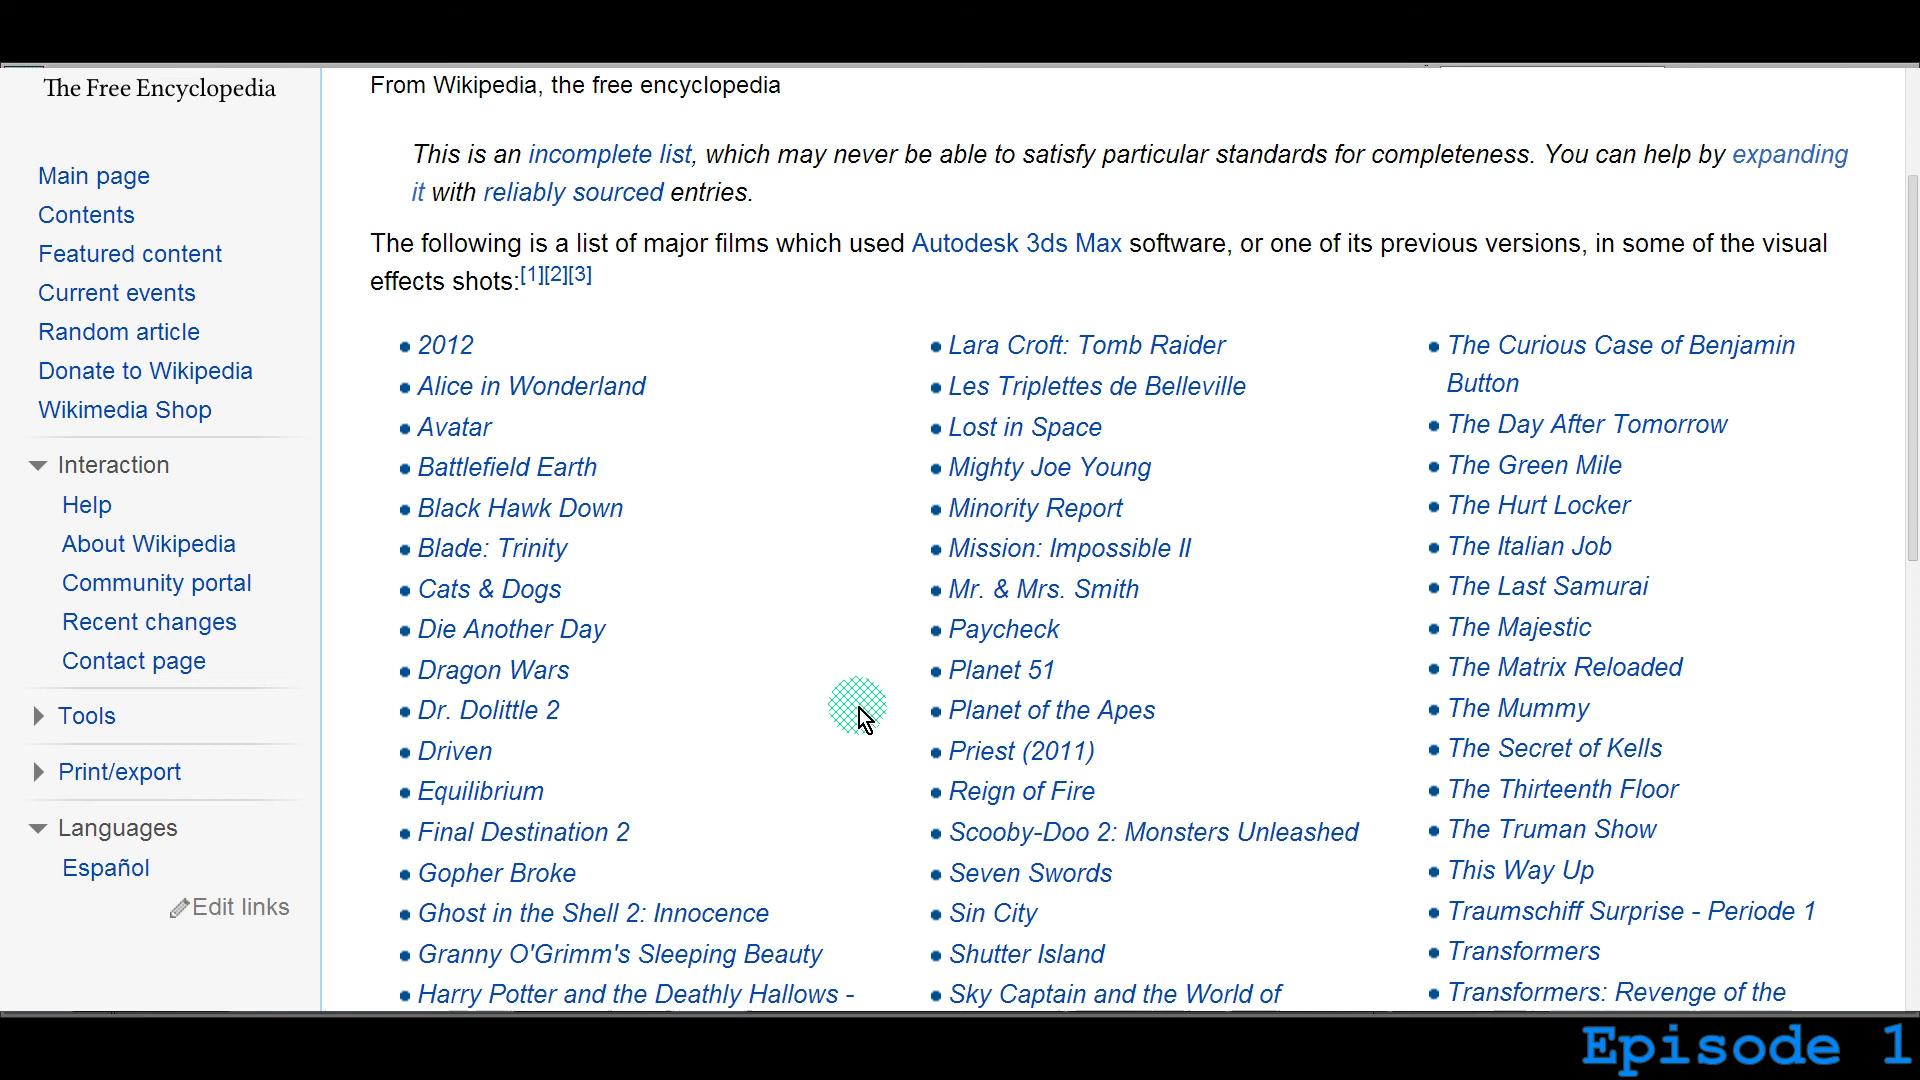 The Free Encyclopedia
Main page
Contents
Featured content
Current events
Random article
Donate to Wikipedia
Wikimedia Shop
Interaction
Help
About Wikipedia
Community portal
Recent changes
Contact page
Tools
Print/export
Languages
Español
Edit links
From Wikipedia, the free encyclopedia
This is an incomplete list, which may never be able to satisfy particular standards for completeness. You can help by expanding
it with reliably sourced entries.
The following is a list of major films which used Autodesk 3ds Max software, or one of its previous versions, in some of the visual
effects shots:[1][2][3]
2012
Alice in Wonderland
Avatar
Battlefield Earth
Black Hawk Down
Blade: Trinity
Cats & Dogs
Die Another Day
Dragon Wars
Dr. Dolittle 2
Driven
Equilibrium
Final Destination 2
Gopher Broke
Ghost in the Shell 2: Innocence
Granny O'Grimm's Sleeping Beauty
Harry Potter and the Deathly Hallows -
Lara Croft: Tomb Raider
Les Triplettes de Belleville
Lost in Space
Mighty Joe Young
Minority Report
Mission: Impossible II
Mr. & Mrs. Smith
Paycheck
Planet 51
Planet of the Apes
Priest (2011)
Reign of Fire
Scooby-Doo 2: Monsters Unleashed
Seven Swords
Sin City
Shutter Island
Sky Captain and the World of
The Curious Case of Benjamin
Button
The Day After Tomorrow
The Green Mile
The Hurt Locker
The Italian Job
The Last Samurai
The Majestic
The Matrix Reloaded
The Mummy
The Secret of Kells
The Thirteenth Floor
The Truman Show
This Way Up
Traumschiff Surprise - Periode 1
Transformers
Transformers: Revenge of the
Episode 1